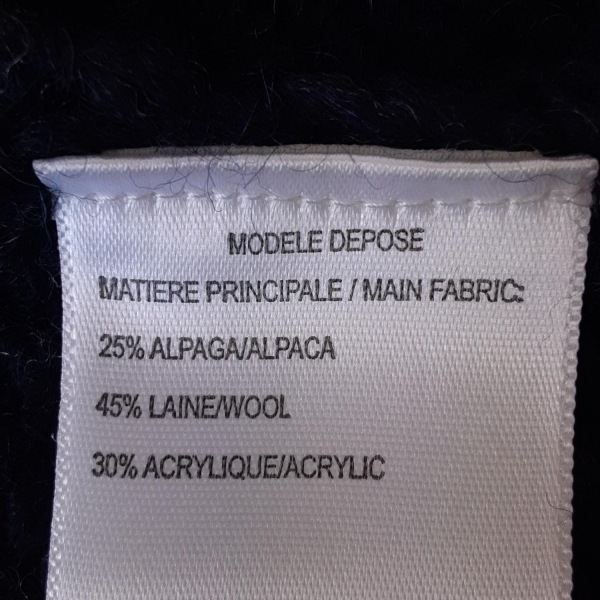 MODELE DEPOSE
MATIERE PRINCIPALE / MAIN FABRIC:
25% ALPAGA/ALPACA
45% LAINE/WOOL
30% ACRYLIQUE/ACRYLIC